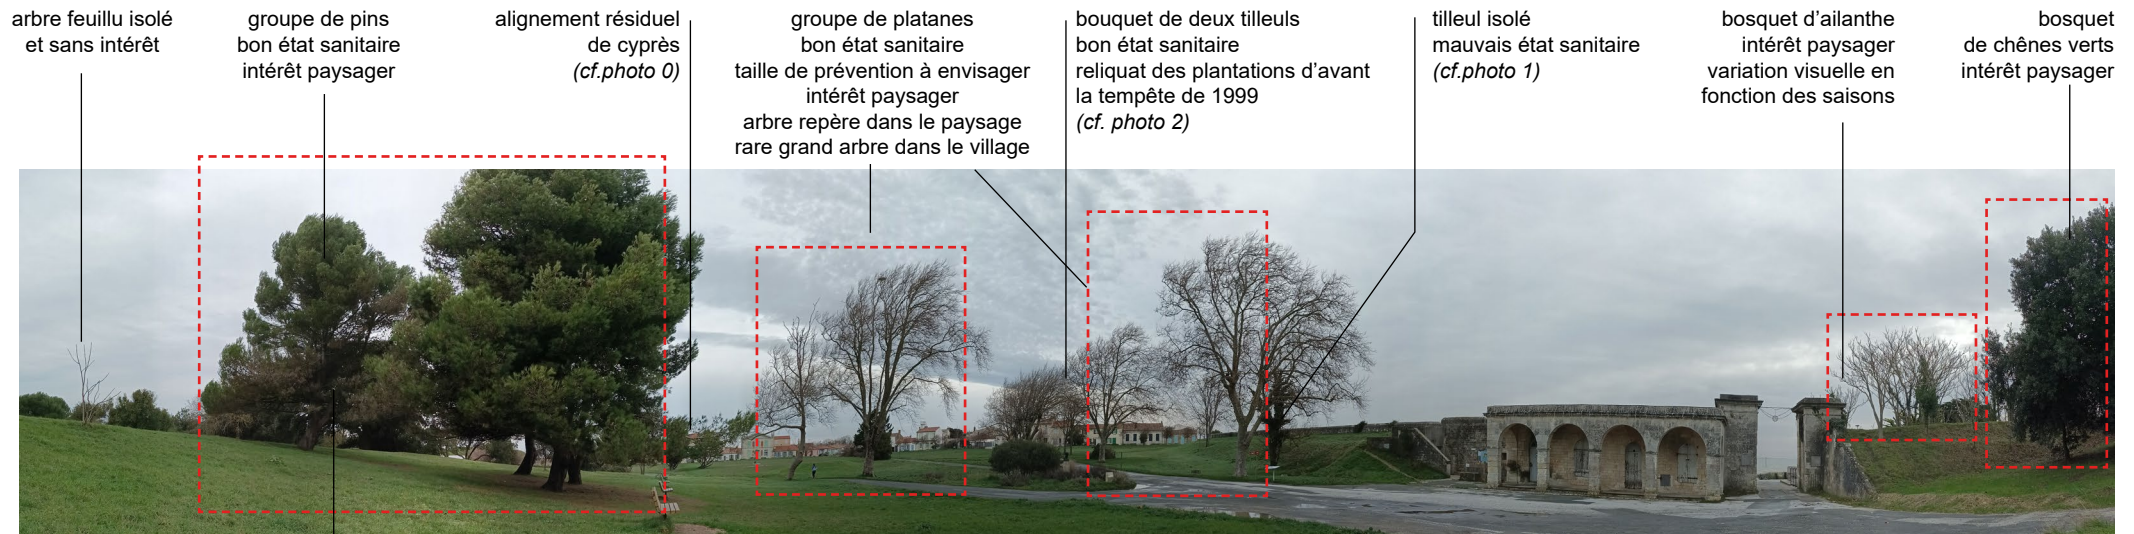 arbre feuillu isolé
et sans intérêt
groupe de pins
bon état sanitaire
intérêt paysager
alignement résiduel
de cyprès
(cf.photo 0)
groupe de platanes
bon état sanitaire
taille de prévention à envisager
intérêt paysager
arbre repère dans le paysage
rare grand arbre dans le village
bouquet de deux tilleuls
bon état sanitaire
reliquat des plantations d’avant
la tempête de 1999
(cf. photo 2)
tilleul isolé
mauvais état sanitaire
(cf.photo 1)
bosquet d’ailanthe
intérêt paysager
variation visuelle en
fonction des saisons
bosquet
de chênes verts
intérêt paysager